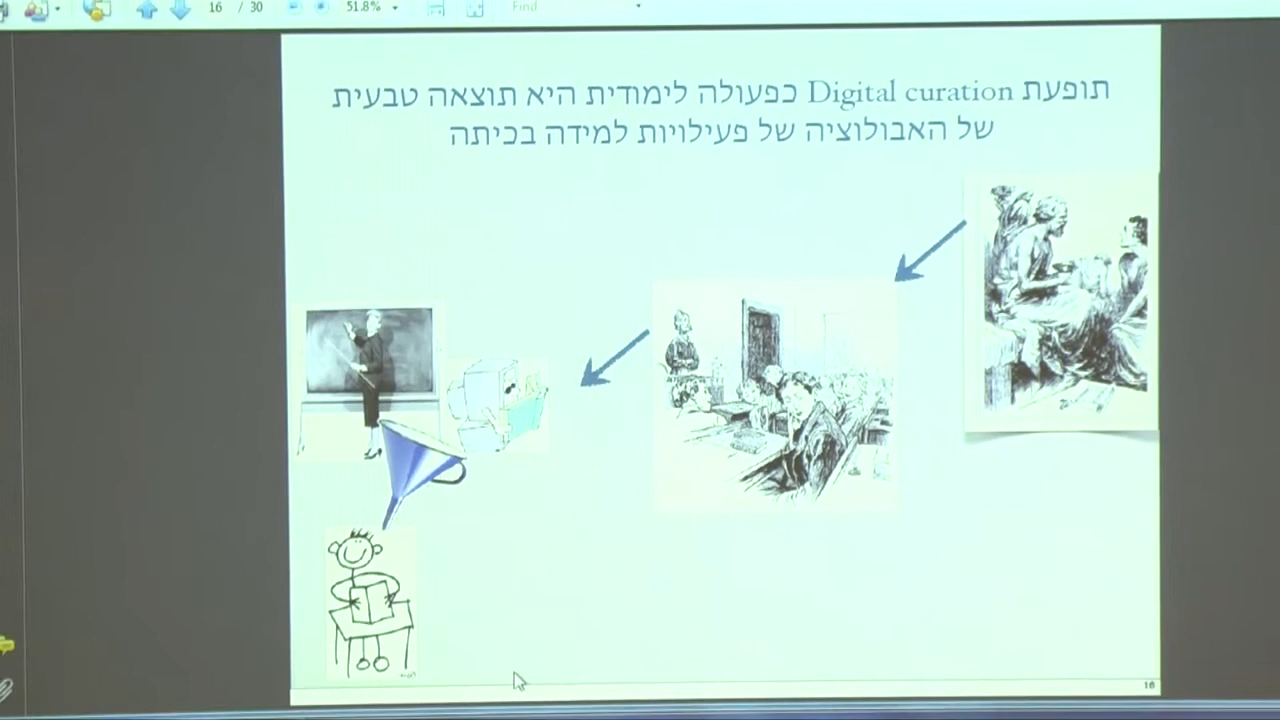 16 / 30 51.8% Find
תופעת Digital curation כפעולה לימודית היא תוצאה טבעית
של האבולוציה של פעילויות למידה בכיתה
16